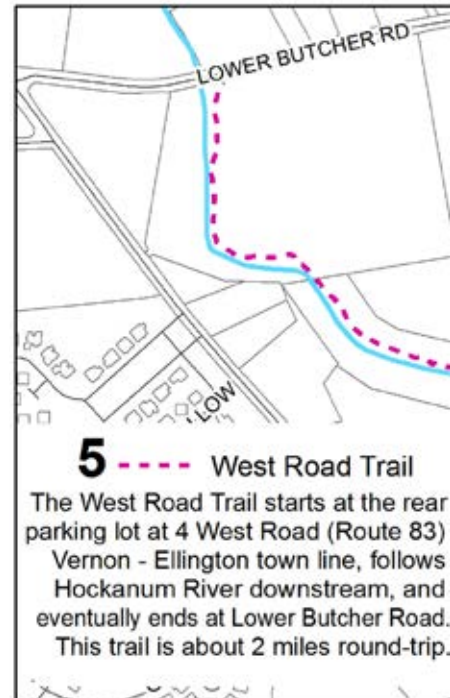 LOWER BUTCHER RD
LOW
5 West Road Trail
The West Road Trail starts at the rear
parking lot at 4 West Road (Route 83)
Vernon - Ellington town line, follows
Hockanum River downstream, and
eventually ends at Lower Butcher Road.
This trail is about 2 miles round-trip.